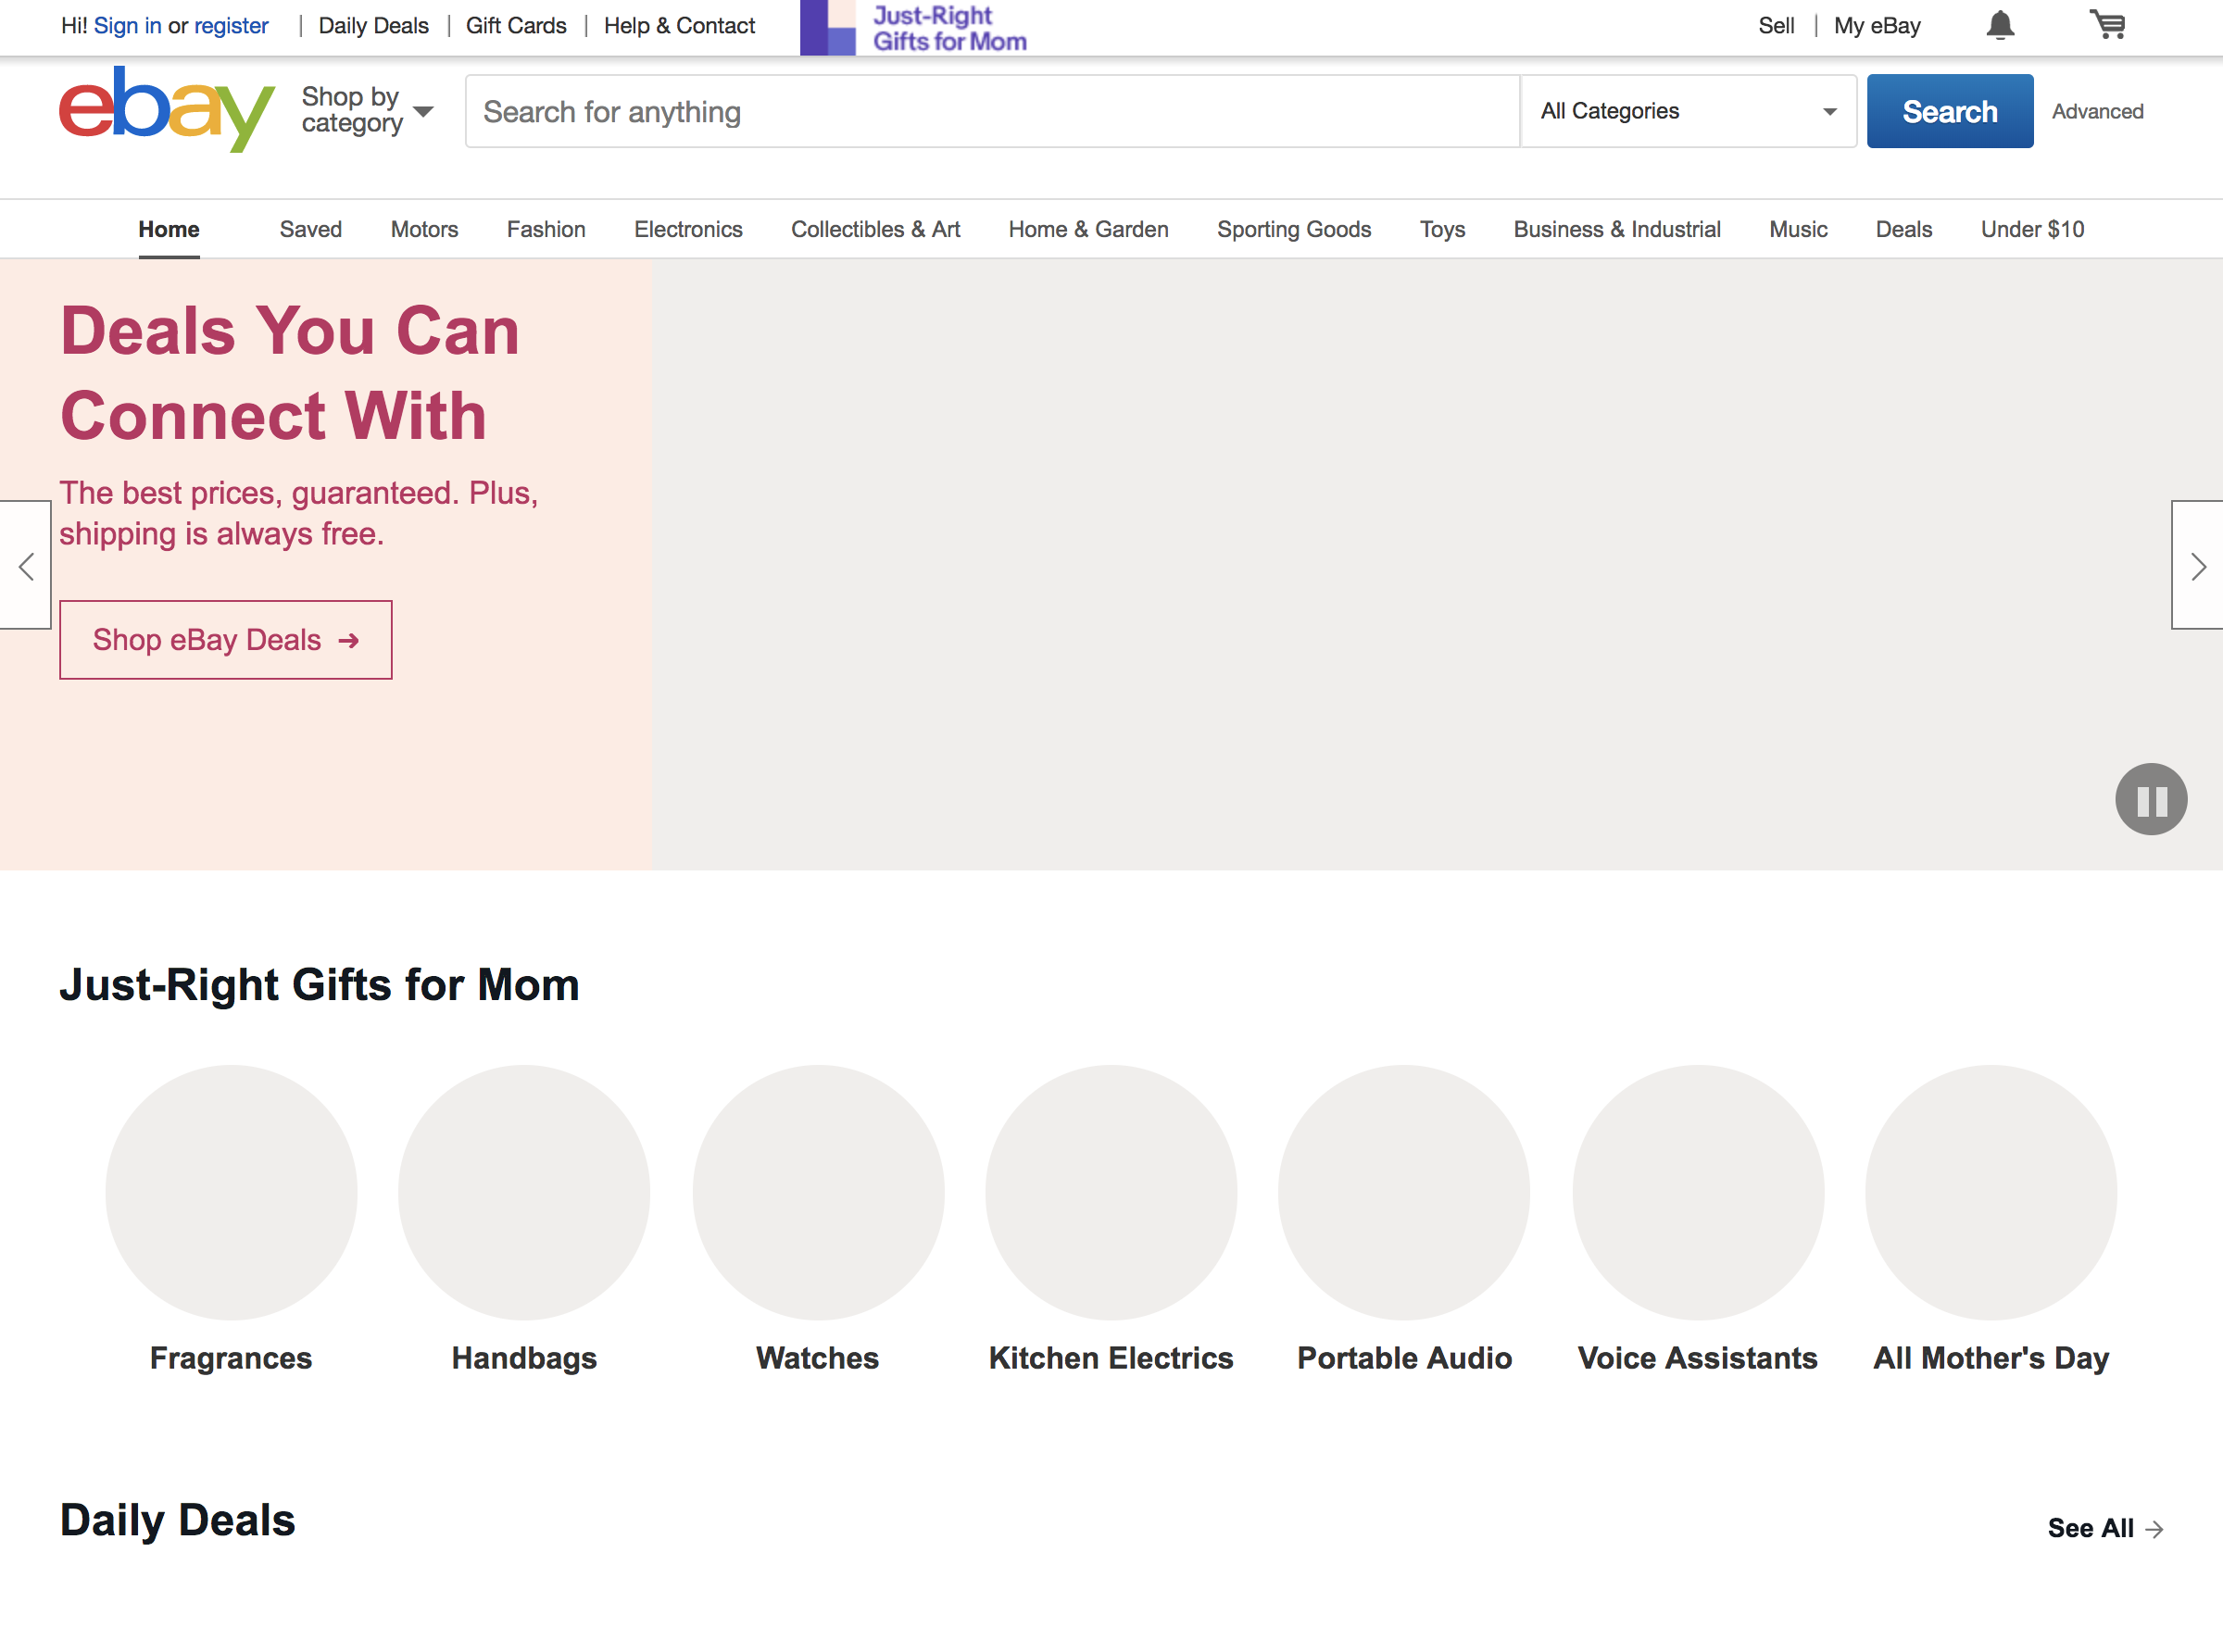 Hi! Sign in or register | Daily Deals | Gift Cards | Help & Contact
Just-Right
Gifts for Mom
Sell | My eBay
ebay
Shop by
category
Search for anything
All Categories
Search
Advanced
Home Saved Motors Fashion Electronics Collectibles & Art Home & Garden Sporting Goods Toys Business & Industrial Music Deals Under $10
Deals You Can
Connect With
The best prices, guaranteed. Plus,
shipping is always free.
Shop eBay Deals →
Just-Right Gifts for Mom
Fragrances Handbags Watches Kitchen Electrics Portable Audio Voice Assistants All Mother's Day
Daily Deals
See All →